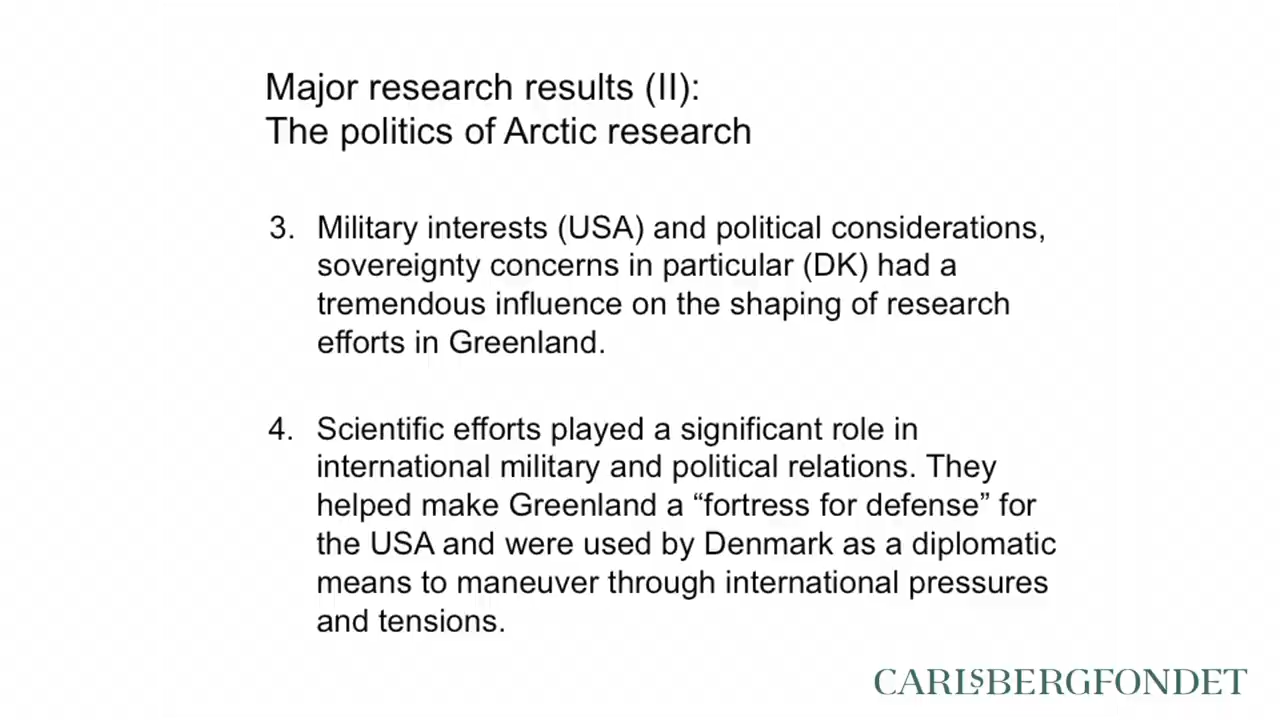 Major research results (II):
The politics of Arctic research
3. Military interests (USA) and political considerations,
sovereignty concerns in particular (DK) had a
tremendous influence on the shaping of research
efforts in Greenland.
4. Scientific efforts played a significant role in
international military and political relations. They
helped make Greenland a “fortress for defense” for
the USA and were used by Denmark as a diplomatic
means to maneuver through international pressures
and tensions.
CARLSBERGFONDET